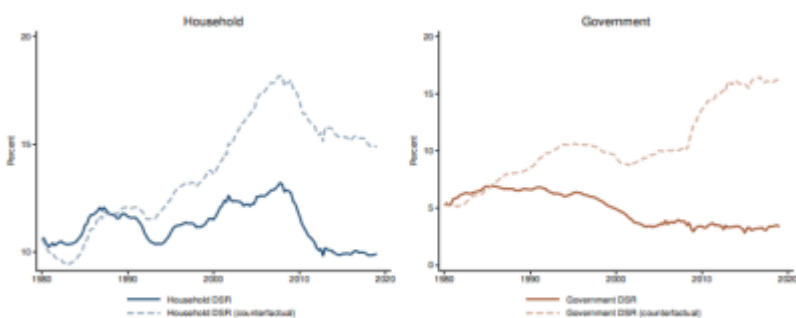 Household
20
15
10
Percent
1980
1990
2000
2010
2020
Household DSR
Household DSR (counterfactual)
Government
20
15
10
5
0
Percent
1980
1990
2000
2010
2020
Government DSR
Government DSR (counterfactual)